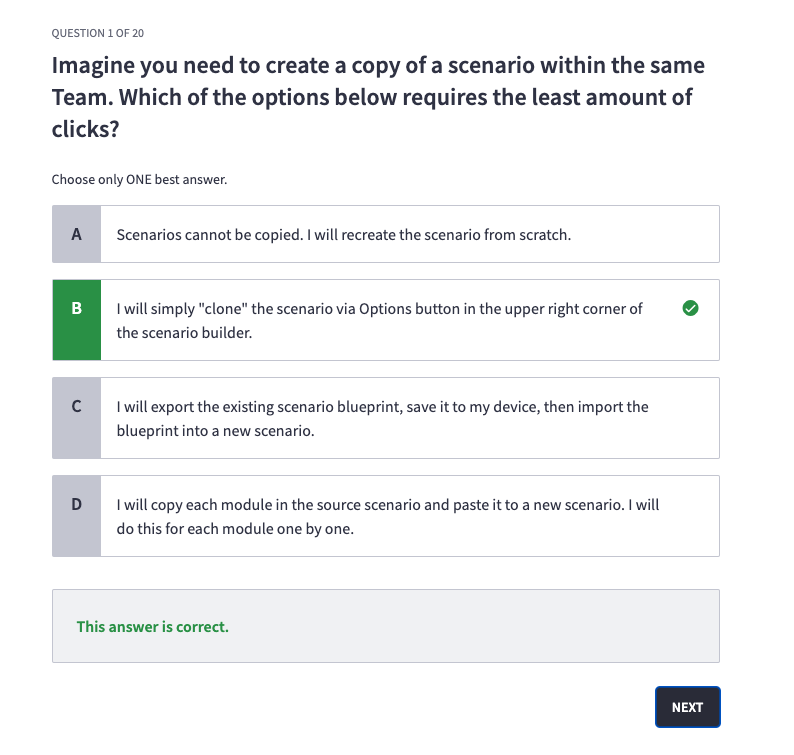 QUESTION 1 OF 20
Imagine you need to create a copy of a scenario within the same
Team. Which of the options below requires the least amount of
clicks?
Choose only ONE best answer.
A
Scenarios cannot be copied. I will recreate the scenario from scratch.
B
I will simply "clone" the scenario via Options button in the upper right corner of
the scenario builder.
C
I will export the existing scenario blueprint, save it to my device, then import the
blueprint into a new scenario.
D
I will copy each module in the source scenario and paste it to a new scenario. I will
do this for each module one by one.
This answer is correct.
NEXT